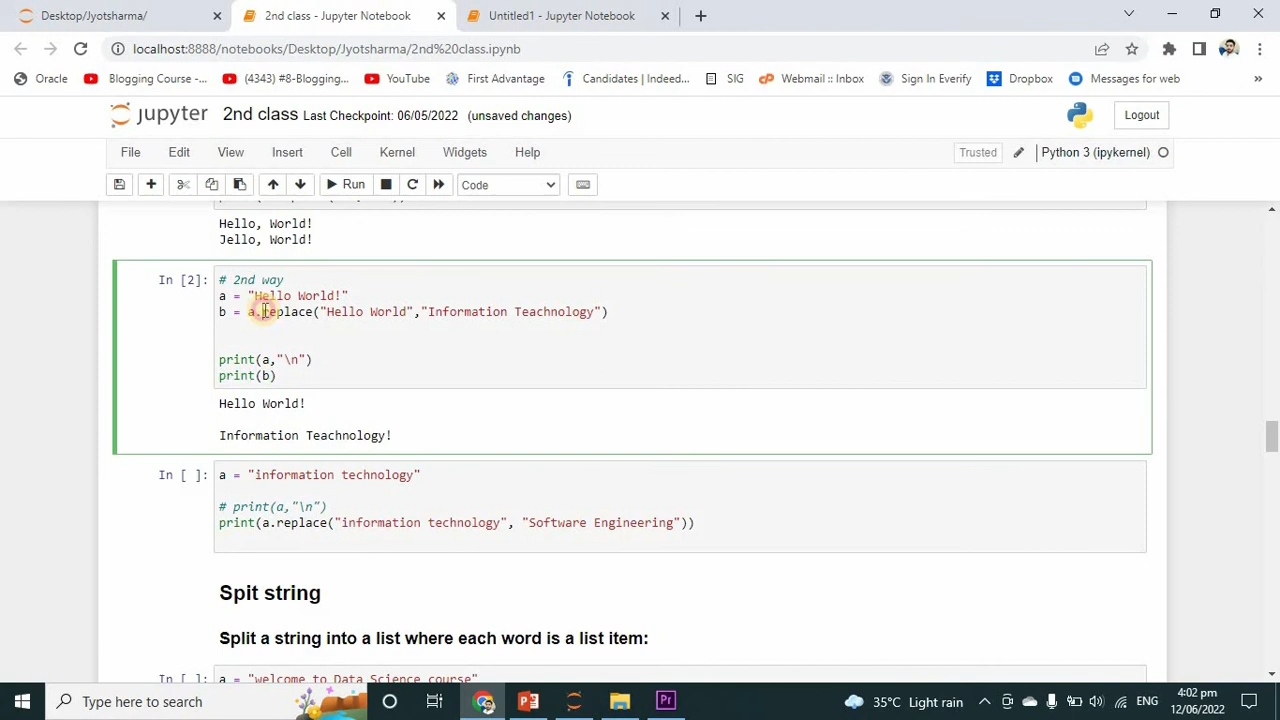 Desktop/Jyotsharma/
2nd class - Jupyter Notebook
Untitled1 - Jupyter Notebook
localhost:8888/notebooks/Desktop/Jyotsharma/2nd%20class.ipynb
Oracle
Blogging Course -...
(4343) #8-Blogging...
YouTube
First Advantage
Candidates | Indeed...
SIG
Webmail :: Inbox
Sign In Everify
Dropbox
Messages for web
»
jupyter
2nd class Last Checkpoint: 06/05/2022 (unsaved changes)
Logout
File
Edit
View
Insert
Cell
Kernel
Widgets
Help
Trusted
Python 3 (ipykernel)
Run
Code
Hello, World!
Jello, World!
In [2]:
# 2nd way
a = "Hello World!"
b = a.replace("Hello World","Information Teachnology")
print(a,"\n")
print(b)
Hello World!
Information Teachnology!
In [ ]:
a = "information technology"
# print(a,"\n")
print(a.replace("information technology", "Software Engineering"))
Spit string
Split a string into a list where each word is a list item:
In [ ]:
a = "welcome to Data Science course"
Type here to search
35°C Light rain
ENG
4:02 pm
12/06/2022